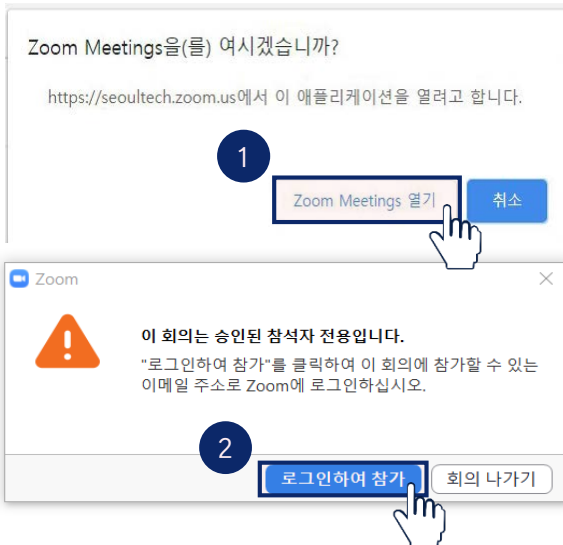 Zoom Meetings을(를) 여시겠습니까?
https://seoultech.zoom.us에서 이 애플리케이션을 열려고 합니다.
1
Zoom Meetings 열기
취소
Zoom
이 회의는 승인된 참석자 전용입니다.
"로그인하여 참가"를 클릭하여 이 회의에 참가할 수 있는
이메일 주소로 Zoom에 로그인하십시오.
2
로그인하여 참가
회의 나가기